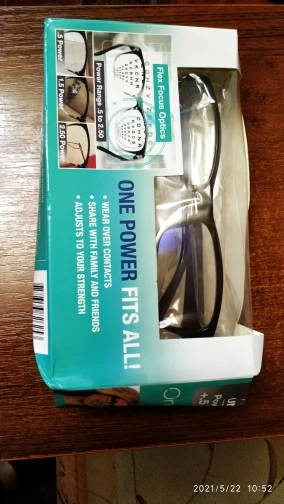 Flex Focus Optics
Power Range .5 to 2.50
.5 Power
1.5 Power
2.50 Power
ONE POWER FITS ALL!
• WEAR OVER CONTACTS
• SHARE WITH FAMILY AND FRIENDS
• ADJUSTS TO YOUR STRENGTH
2021/5/22 10:52